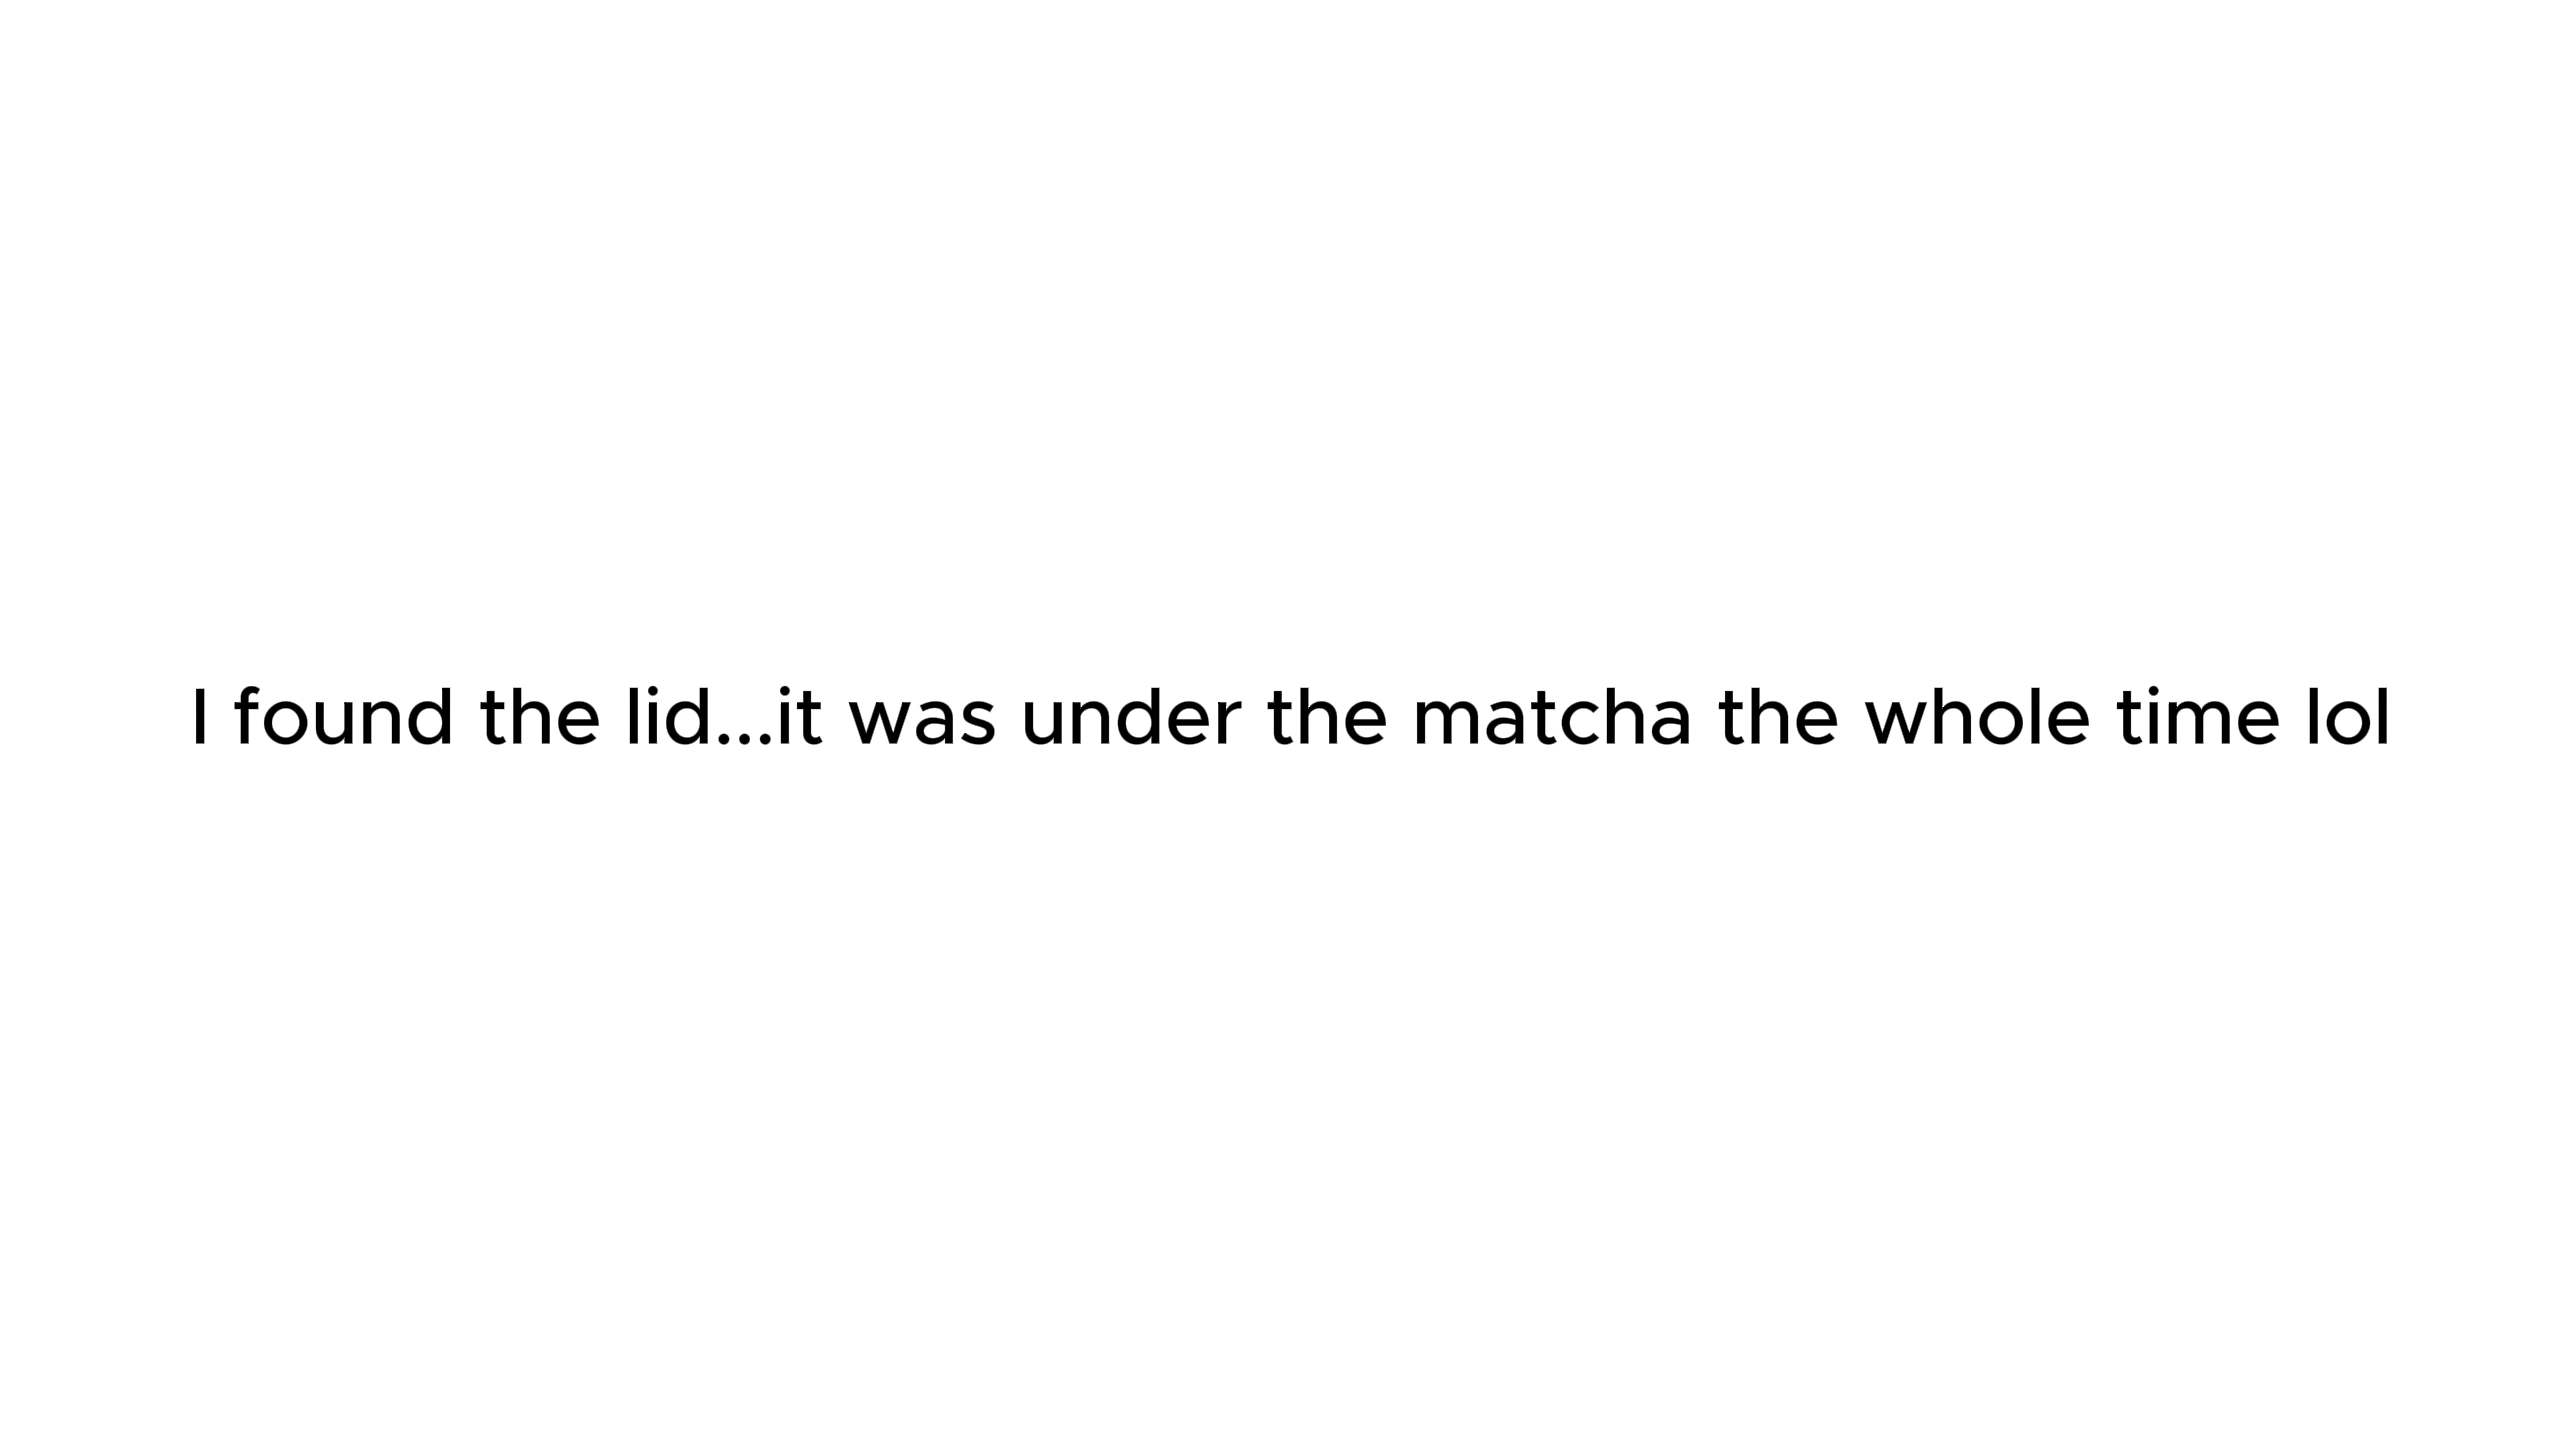 I found the lid...it was under the matcha the whole time lol